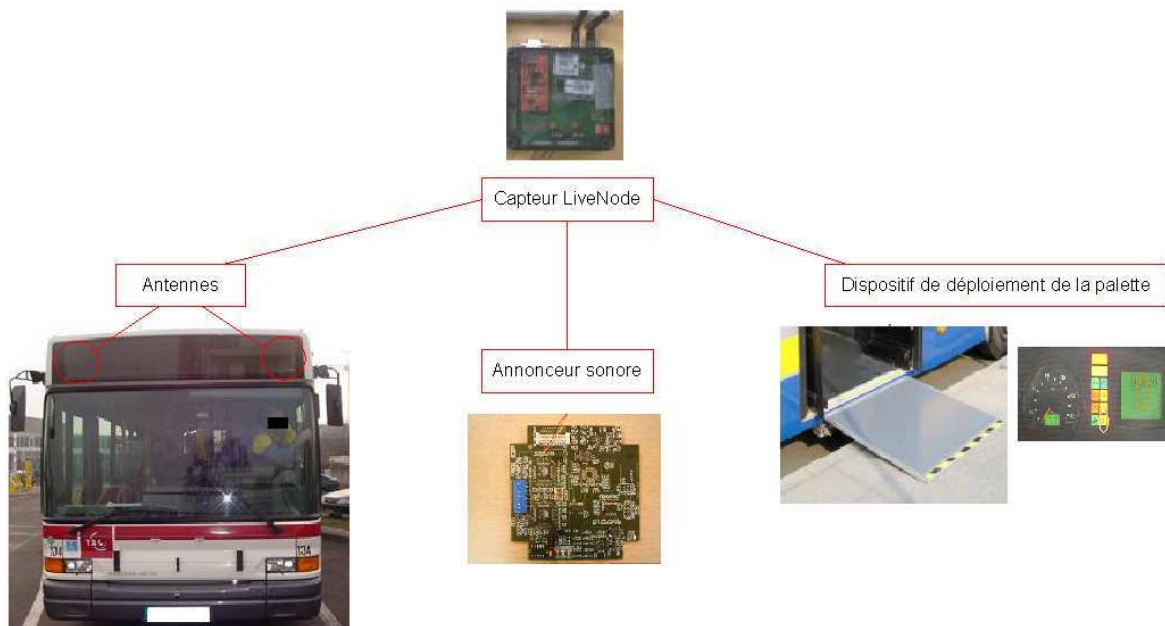 Capteur LiveNode
Antennes
Dispositif de déploiement de la palette
Annonceur sonore